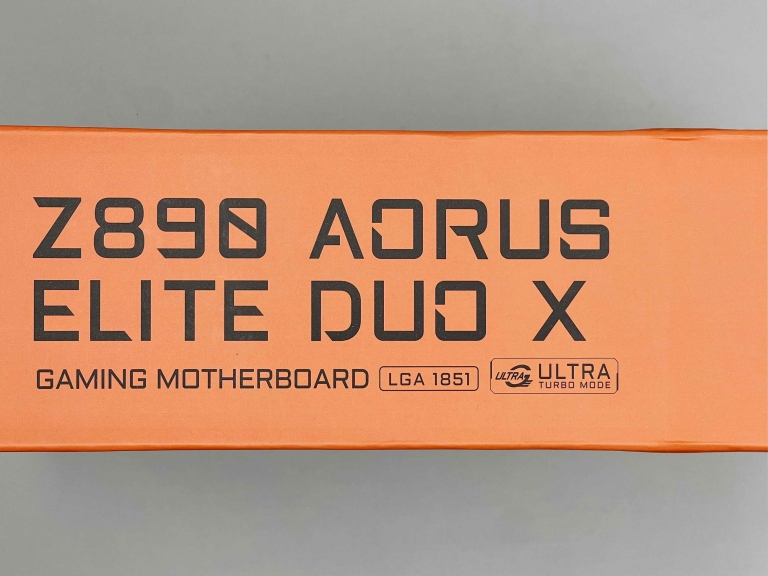 Z890 AORUS
ELITE DUO X
GAMING MOTHERBOARD LGA 1851 ULTRA ULTRA
TURBO MODE